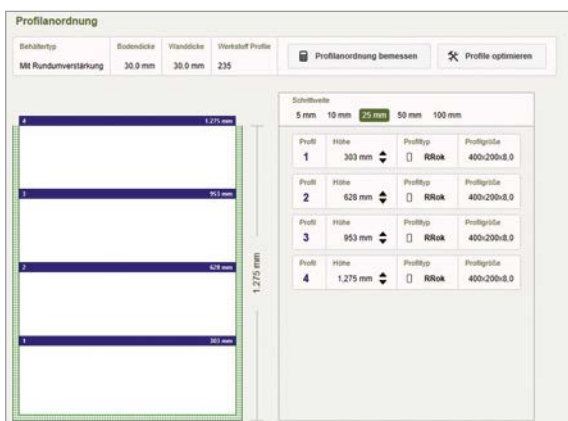 Profilanordnung
Behältertyp Bodendicke Wanddicke Werkstoff Profile
Mit Rundumverstärkung 30,0 mm 30,0 mm 235
Profilanordnung bemessen
Profile optimieren
4 1.275 mm
3 953 mm
2 628 mm
1 303 mm
1.275 mm
Schrittweite
5 mm 10 mm 25 mm 50 mm 100 mm
Profil Höhe Profiltyp Profilgröße
1 303 mm RRok 400x200x8,0
Profil Höhe Profiltyp Profilgröße
2 628 mm RRok 400x200x8,0
Profil Höhe Profiltyp Profilgröße
3 953 mm RRok 400x200x8,0
Profil Höhe Profiltyp Profilgröße
4 1.275 mm RRok 400x200x8,0